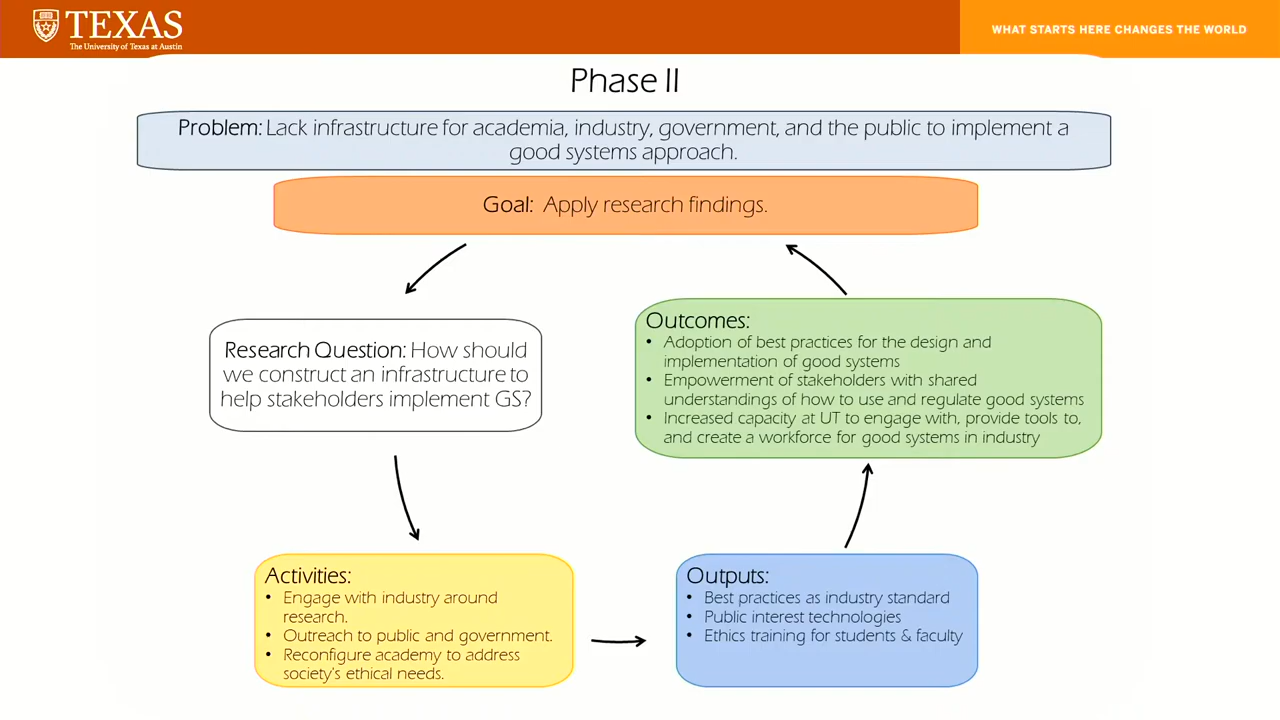 TEXAS
The University of Texas at Austin
WHAT STARTS HERE CHANGES THE WORLD
Phase II
Problem: Lack infrastructure for academia, industry, government, and the public to implement a
good systems approach.
Goal: Apply research findings.
Research Question: How should
we construct an infrastructure to
help stakeholders implement GS?
Outcomes:
• Adoption of best practices for the design and
implementation of good systems
• Empowerment of stakeholders with shared
understandings of how to use and regulate good systems
• Increased capacity at UT to engage with, provide tools to,
and create a workforce for good systems in industry
Activities:
• Engage with industry around
research.
• Outreach to public and government.
• Reconfigure academy to address
society's ethical needs.
Outputs:
• Best practices as industry standard
• Public interest technologies
• Ethics training for students & faculty